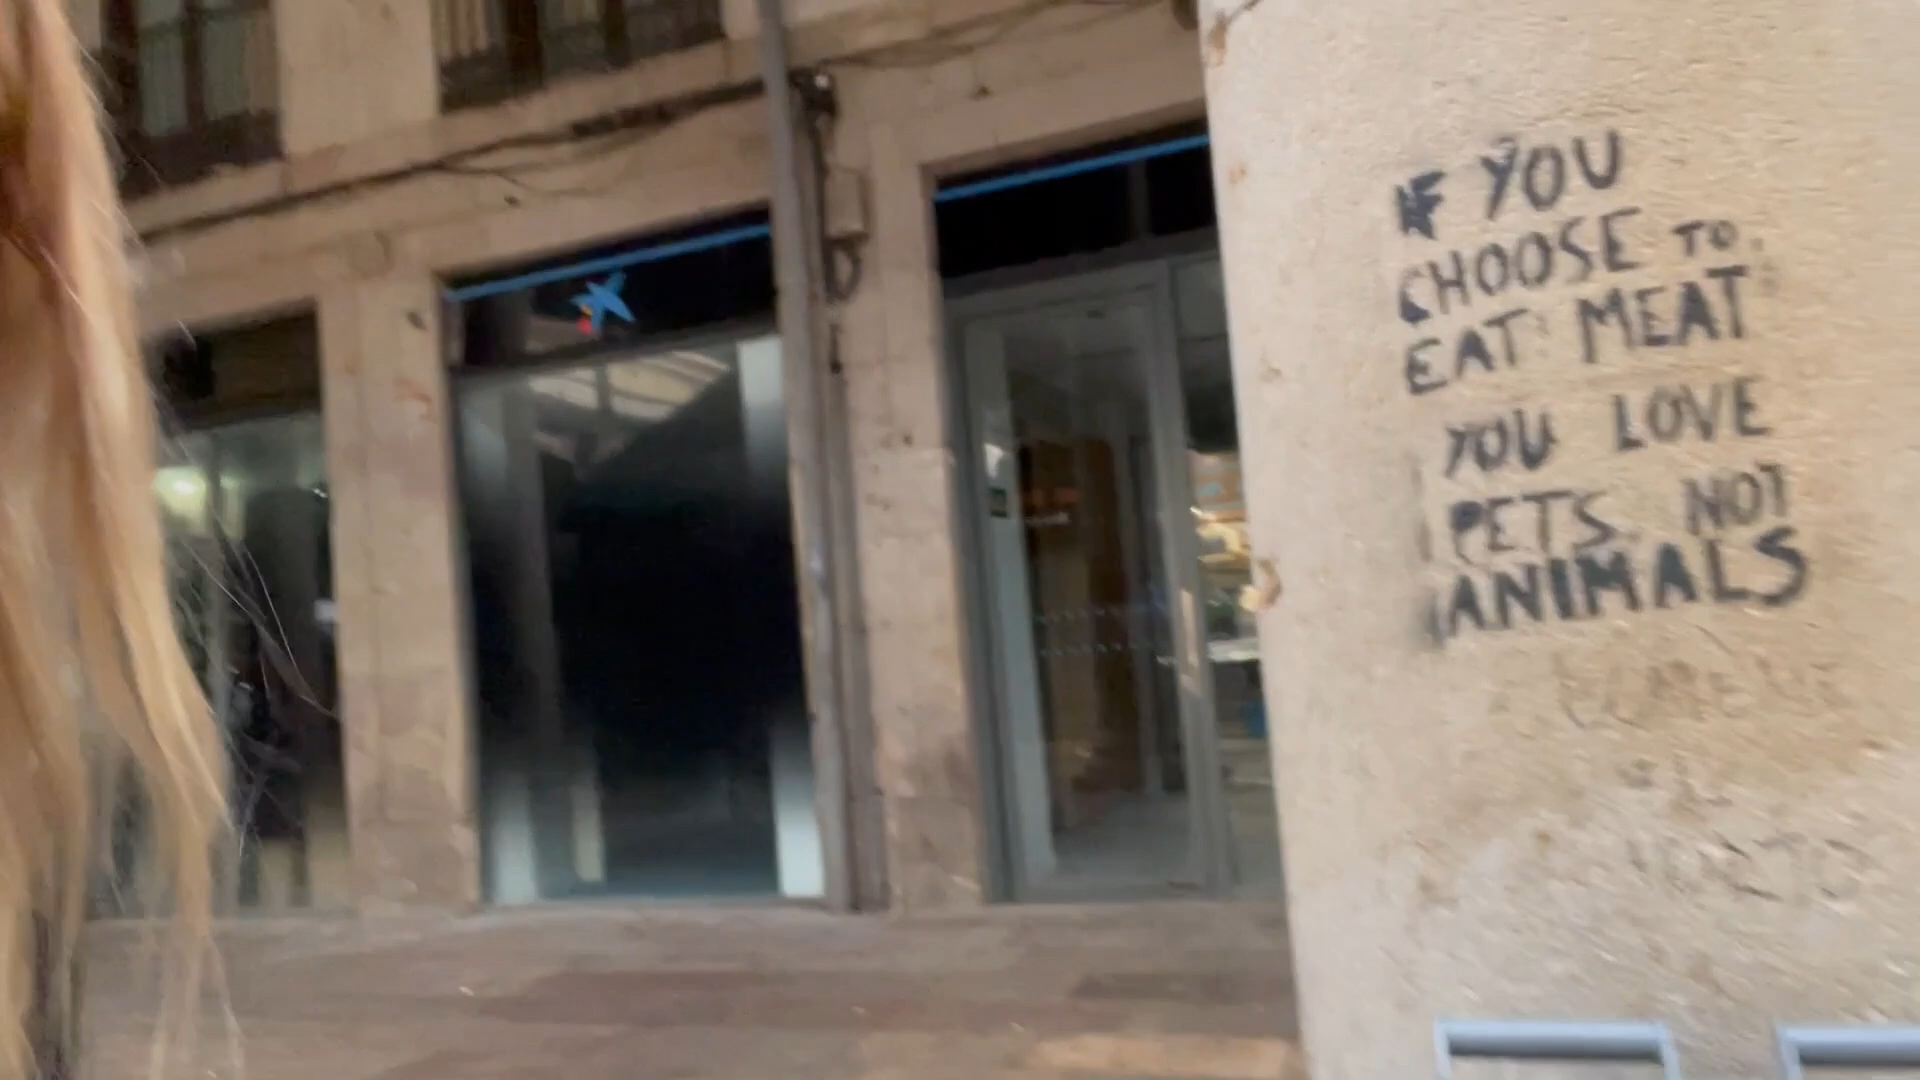 IF YOU
CHOOSE TO
EAT MEAT
YOU LOVE
PETS NOT
ANIMALS